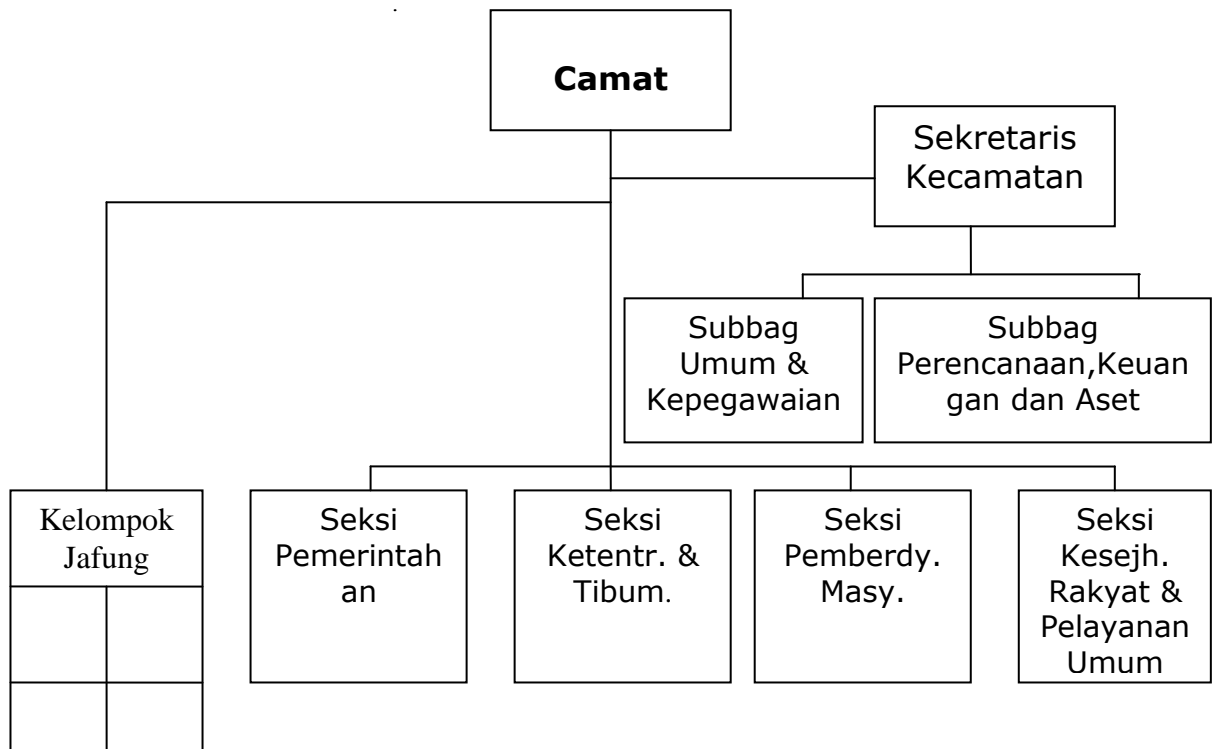 Camat
Sekretaris
Kecamatan
Subbag
Umum &
Kepegawaian
Subbag
Perencanaan,Keuan
gan dan Aset
Kelompok
Jafung
Seksi
Pemerintah
an
Seksi
Ketentr. &
Tibum.
Seksi
Pemberdy.
Masy.
Seksi
Kesejh.
Rakyat &
Pelayanan
Umum